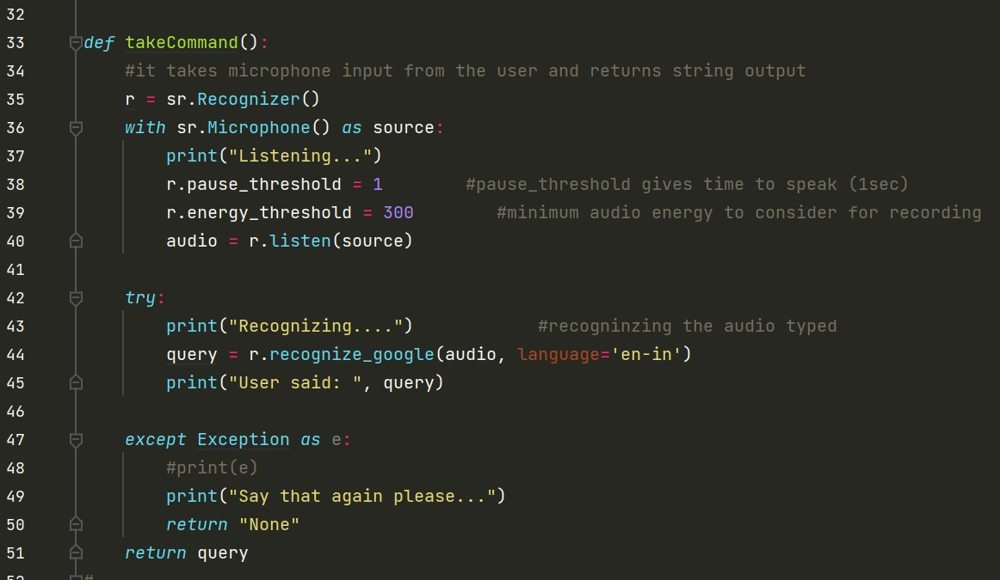 32
33 def takeCommand():
34 #it takes microphone input from the user and returns string output
35 r = sr.Recognizer()
36 with sr.Microphone() as source:
37 print("Listening...")
38 r.pause_threshold = 1 #pause_threshold gives time to speak (1sec)
39 r.energy_threshold = 300 #minimum audio energy to consider for recording
40 audio = r.listen(source)
41
42 try:
43 print("Recognizing....") #recogninzing the audio typed
44 query = r.recognize_google(audio, language='en-in')
45 print("User said: ", query)
46
47 except Exception as e:
48 #print(e)
49 print("Say that again please...")
50 return "None"
51 return query
52 #